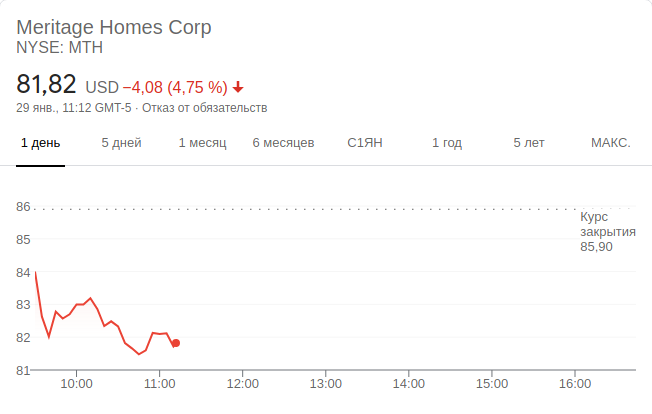 Meritage Homes Corp
NYSE: MTH
81,82 USD −4,08 (4,75 %)
29 янв., 11:12 GMT-5 · Отказ от обязательств
1 день 5 дней 1 месяц 6 месяцев С1ЯН 1 год 5 лет МАКС.
86
Курс
закрытия
85,90
85
84
83
82
81
10:00 11:00 12:00 13:00 14:00 15:00 16:00